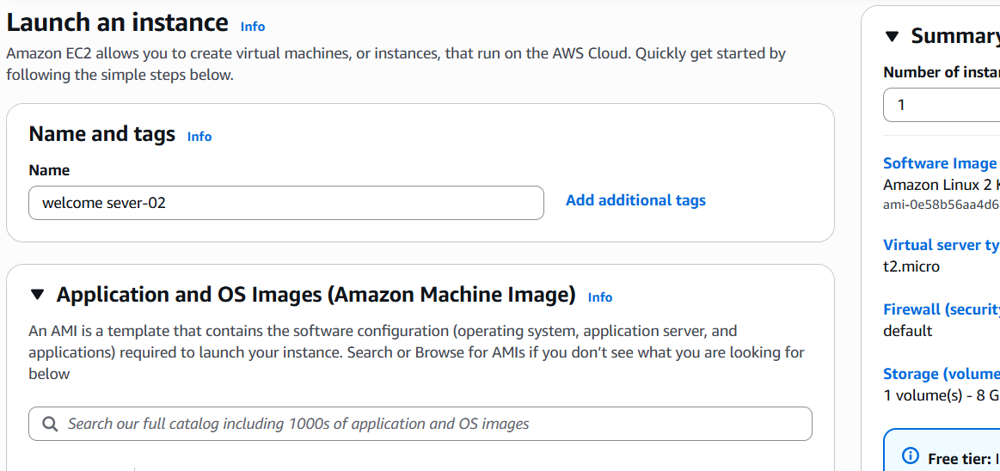 Launch an instance Info
Amazon EC2 allows you to create virtual machines, or instances, that run on the AWS Cloud. Quickly get started by
following the simple steps below.
Name and tags Info
Name
welcome sever-02
Add additional tags
Application and OS Images (Amazon Machine Image) Info
An AMI is a template that contains the software configuration (operating system, application server, and
applications) required to launch your instance. Search or Browse for AMIs if you don’t see what you are looking for
below
Search our full catalog including 1000s of application and OS images
Summary
Number of instan
1
Software Image
Amazon Linux 2 K
ami-0e58b56aa4d6
Virtual server ty
t2.micro
Firewall (security
default
Storage (volume
1 volume(s) - 8 G
Free tier: I